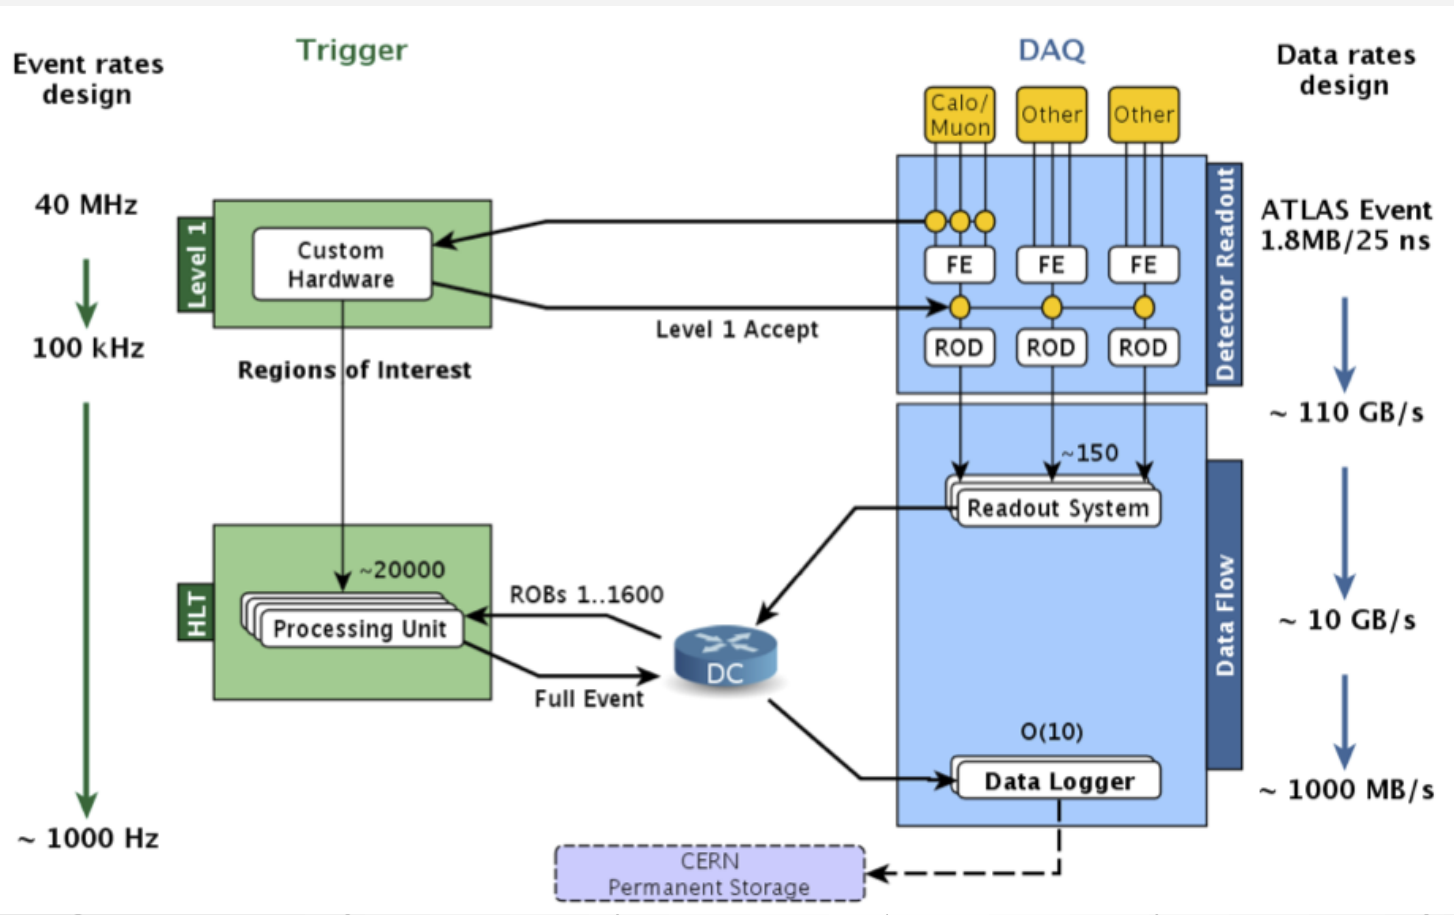 Trigger
DAQ
Event rates
design
Data rates
design
Calo/
Muon
Other
Other
40 MHz
Level 1
Custom
Hardware
FE
FE
FE
Detector Readout
ATLAS Event
1.8MB/25 ns
Level 1 Accept
100 kHz
ROD
ROD
ROD
Regions of Interest
~ 110 GB/s
~150
Readout System
~20000
HLT
Processing Unit
ROBs 1..1600
DC
Full Event
Data Flow
~ 10 GB/s
O(10)
Data Logger
~ 1000 MB/s
~ 1000 Hz
CERN
Permanent Storage